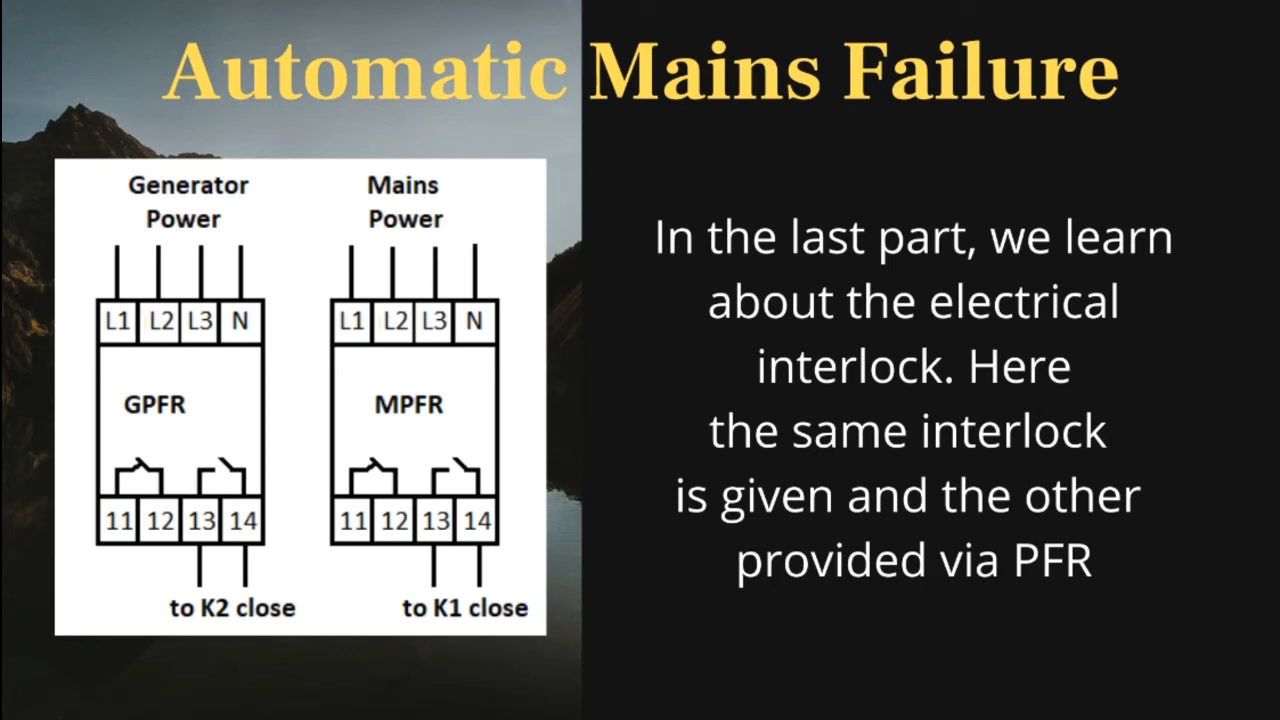 Automatic Mains Failure
Generator
Power
Mains
Power
L1 L2 L3 N
L1 L2 L3 N
GPFR
MPFR
11 12 13 14
11 12 13 14
to K2 close
to K1 close
In the last part, we learn
about the electrical
interlock. Here
the same interlock
is given and the other
provided via PFR